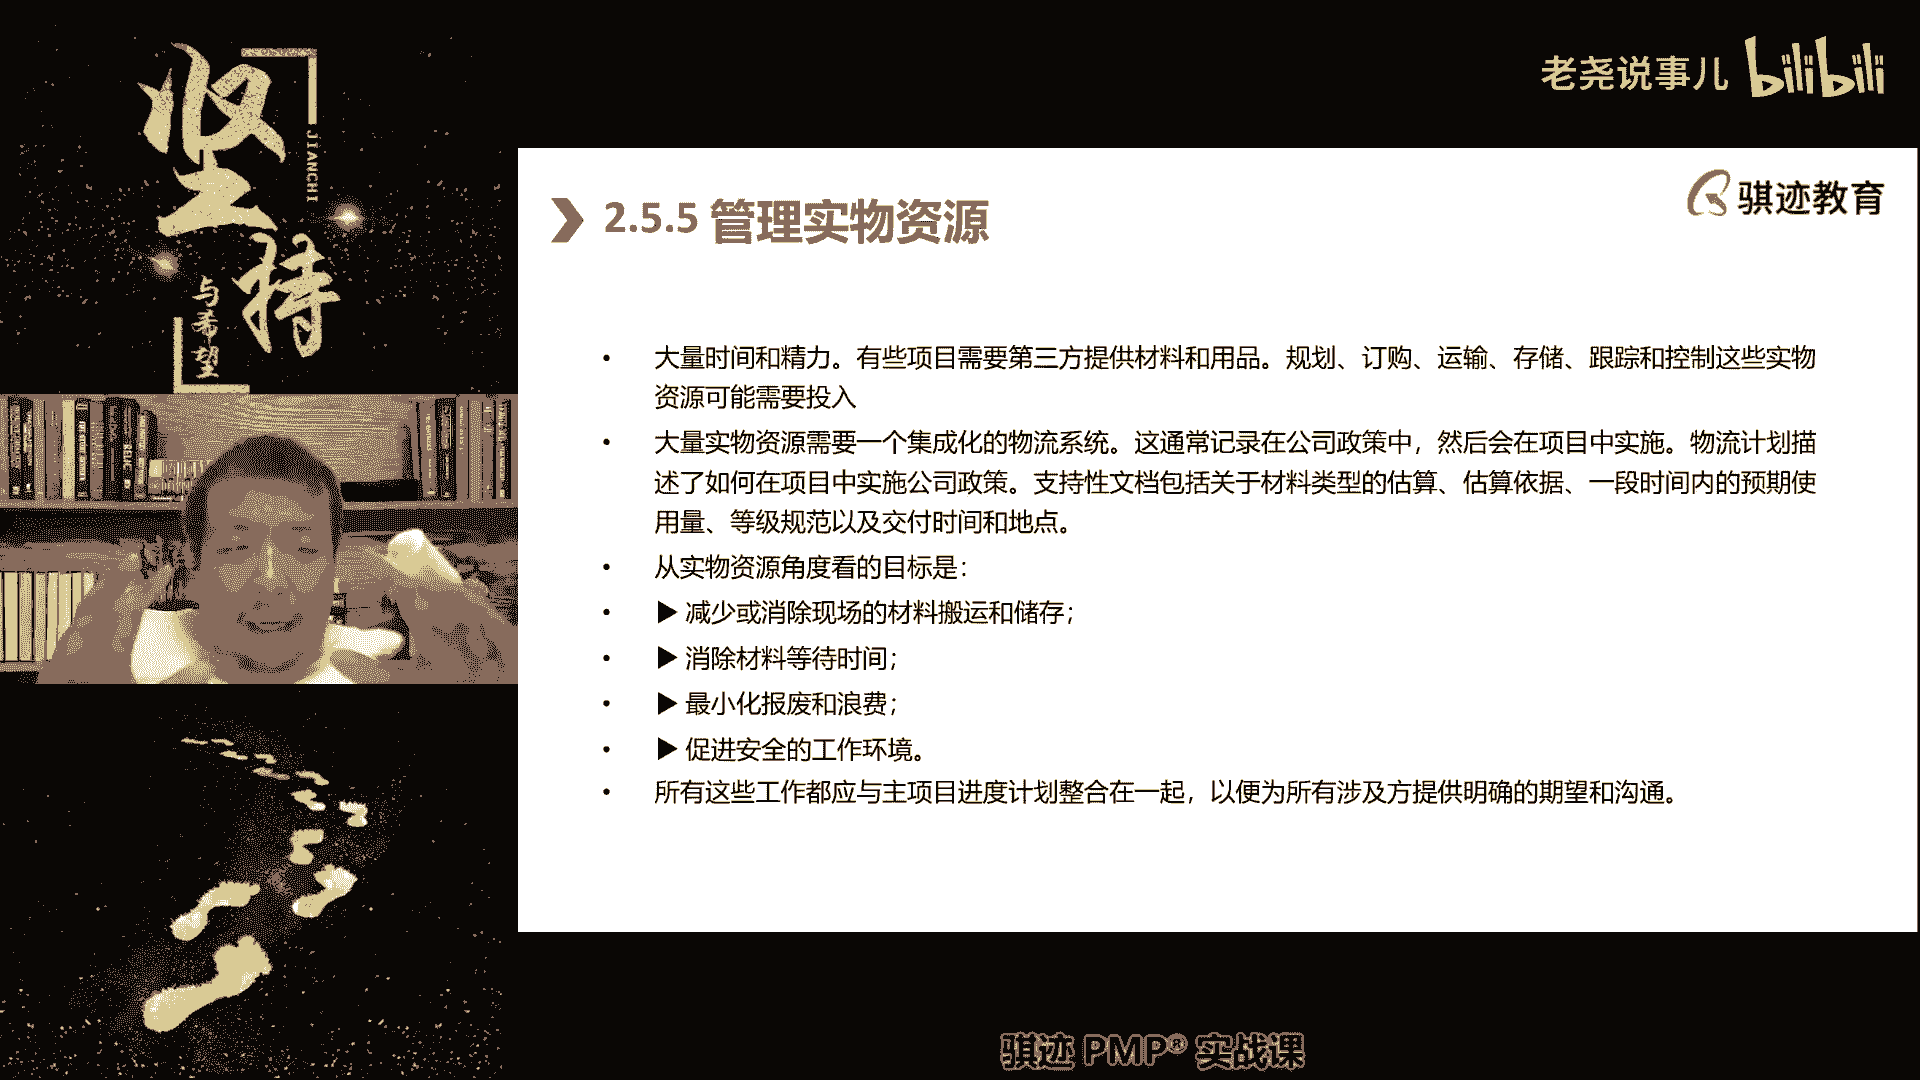 坚持
JIANCHI
与希望
老尧说事儿 bilibili
骐迹教育
2.5.5 管理实物资源
• 大量时间和精力。有些项目需要第三方提供材料和用品。规划、订购、运输、存储、跟踪和控制这些实物
资源可能需要投入
• 大量实物资源需要一个集成化的物流系统。这通常记录在公司政策中，然后会在项目中实施。物流计划描
述了如何在项目中实施公司政策。支持性文档包括关于材料类型的估算、估算依据、一段时间内的预期使
用量、等级规范以及交付时间和地点。
• 从实物资源角度看的目标是：
• ▶ 减少或消除现场的材料搬运和储存；
• ▶ 消除材料等待时间；
• ▶ 最小化报废和浪费；
• ▶ 促进安全的工作环境。
• 所有这些工作都应与主项目进度计划整合在一起，以便为所有涉及方提供明确的期望和沟通。
骐迹 PMP® 实战课